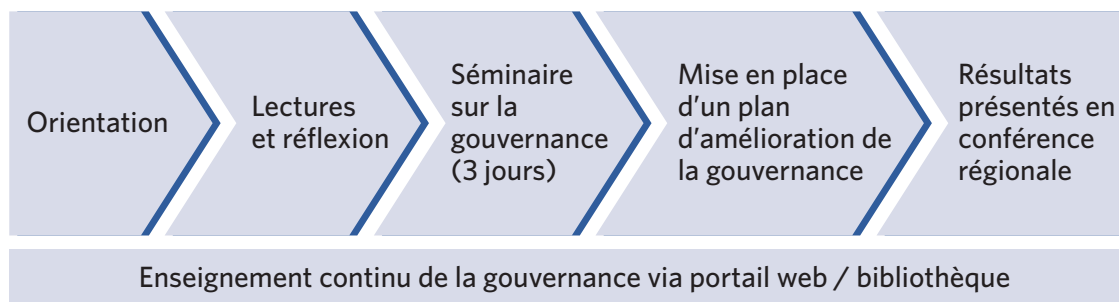 Orientation
Lectures
et réflexion
Séminaire
sur la
gouvernance
(3 jours)
Mise en place
d’un plan
d’amélioration de
la gouvernance
Résultats
présentés en
conférence
régionale
Enseignement continu de la gouvernance via portail web / bibliothèque